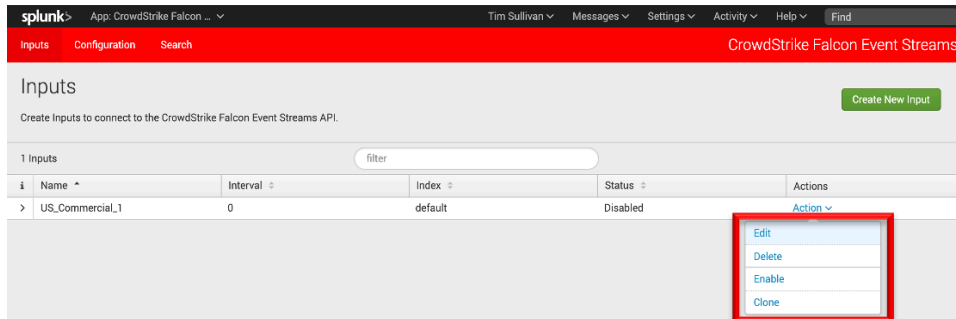 splunk> App: CrowdStrike Falcon ... Tim Sullivan Messages Settings Activity Help Find
Inputs Configuration Search CrowdStrike Falcon Event Streams
Inputs
Create New Input
Create Inputs to connect to the CrowdStrike Falcon Event Streams API.
1 Inputs filter
i Name Interval Index Status Actions
> US_Commercial_1 0 default Disabled Action
Edit
Delete
Enable
Clone